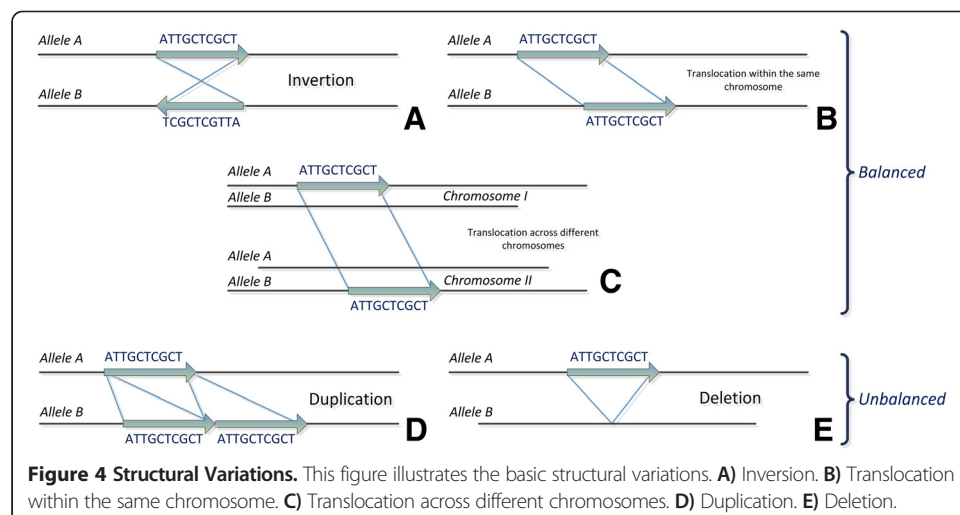 Allele A
ATTGCTCGCT
Invertion
Allele B
TCGCTCGTTA
A
Allele A
ATTGCTCGCT
Translocation within the same
chromosome
Allele B
ATTGCTCGCT
B
Balanced
Allele A
ATTGCTCGCT
Allele B
Chromosome I
Translocation across different
chromosomes
Allele A
Allele B
Chromosome II
ATTGCTCGCT
C
Allele A
ATTGCTCGCT
Duplication
Allele B
ATTGCTCGCT ATTGCTCGCT
D
Allele A
ATTGCTCGCT
Deletion
Allele B
E
Unbalanced
Figure 4 Structural Variations. This figure illustrates the basic structural variations. A) Inversion. B) Translocation
within the same chromosome. C) Translocation across different chromosomes. D) Duplication. E) Deletion.